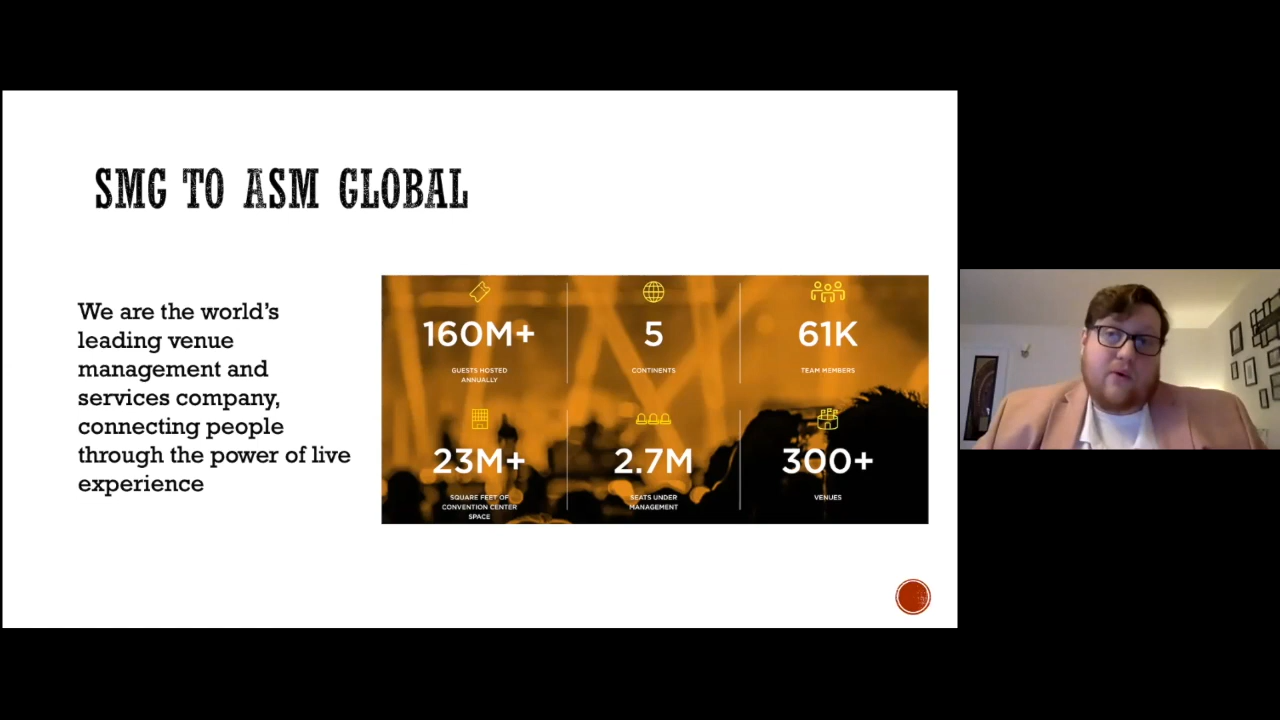 SMG TO ASM GLOBAL
We are the world's
leading venue
management and
services company,
connecting people
through the power of live
experience
160M+
GUESTS HOSTED
ANNUALLY
5
CONTINENTS
61K
TEAM MEMBERS
23M+
SQUARE FEET OF
CONVENTION CENTER
SPACE
2.7M
SEATS UNDER
MANAGEMENT
300+
VENUES